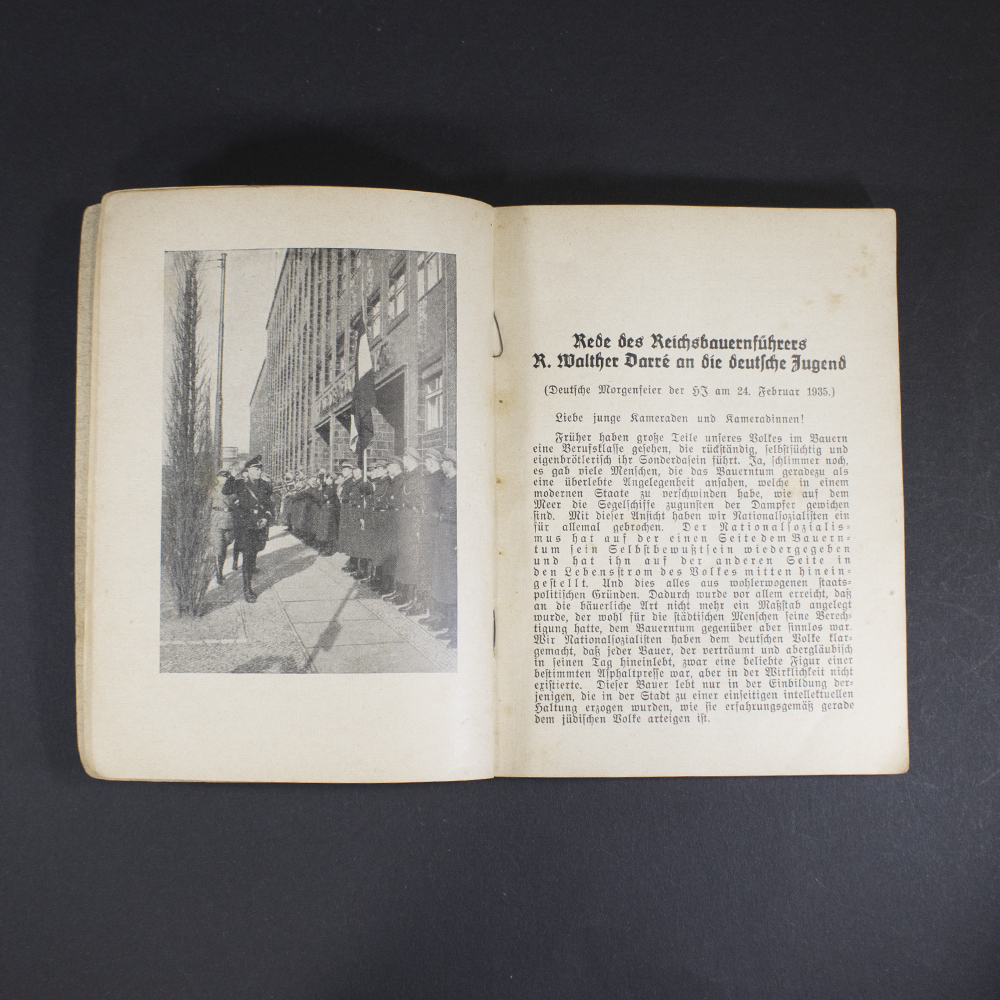 Rede des Reichsbauernführers
R. Walther Darré an die deutsche Jugend
(Deutsche Morgenfeier der HJ am 24. Februar 1935.)
Liebe junge Kameraden und Kameradinnen!
Früher haben große Teile unseres Volkes im Bauern
eine Berufsklasse gesehen, die rückständig, selbstsüchtig und
eigenbrötlerisch ihr Sonderdasein führt. Ja, schlimmer noch,
es gab viele Menschen, die das Bauerntum geradezu als
eine überlebte Angelegenheit ansahen, welche in einem
modernen Staate zu verschwinden habe, wie auf dem
Meer die Segelschiffe zugunsten der Dampfer gewichen
sind. Mit dieser Ansicht haben wir Nationalsozialisten ein
für allemal gebrochen. Der Nationalsozialis-
mus hat auf der einen Seite dem Bauern-
tum sein Selbstbewußtsein wiedergegeben
und hat ihn auf der anderen Seite in
den Lebensstrom des Volkes mitten hinein-
gestellt. Und dies alles aus wohlerwogenen staats-
politischen Gründen. Dadurch wurde vor allem erreicht, daß
an die bäuerliche Art nicht mehr ein Maßstab angelegt
wurde, der wohl für die städtischen Menschen seine Berech-
tigung hatte, dem Bauerntum gegenüber aber sinnlos war.
Wir Nationalsozialisten haben dem deutschen Volke klar-
gemacht, daß jeder Bauer, der verträumt und abergläubisch
in seinen Tag hineinlebt, zwar eine beliebte Figur einer
bestimmten Asphaltpresse war, aber in der Wirklichkeit nicht
existierte. Dieser Bauer lebt nur in der Einbildung der-
jenigen, die in der Stadt zu einer einseitigen intellektuellen
Haltung erzogen wurden, wie sie erfahrungsgemäß gerade
dem jüdischen Volke arteigen ist.